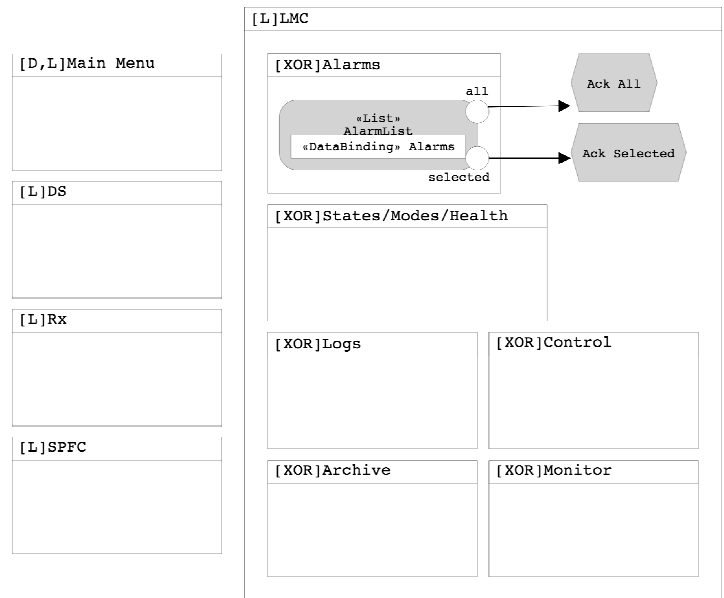 [L]LMC
[D,L]Main Menu
[L]DS
[L]Rx
[L]SPFC
[XOR]Alarms
all
«List»
AlarmList
«DataBinding» Alarms
selected
Ack All
Ack Selected
[XOR]States/Modes/Health
[XOR]Logs
[XOR]Control
[XOR]Archive
[XOR]Monitor